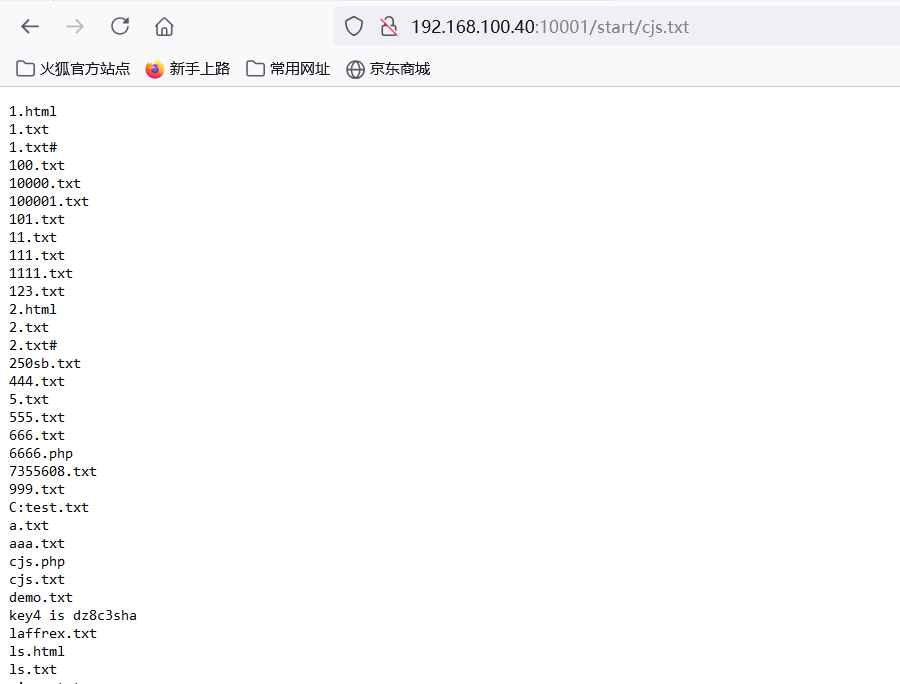 192.168.100.40:10001/start/cjs.txt
火狐官方站点 新手上路 常用网址 京东商城
1.html
1.txt
1.txt#
100.txt
10000.txt
100001.txt
101.txt
11.txt
111.txt
1111.txt
123.txt
2.html
2.txt
2.txt#
250sb.txt
444.txt
5.txt
555.txt
666.txt
6666.php
7355608.txt
999.txt
C:test.txt
a.txt
aaa.txt
cjs.php
cjs.txt
demo.txt
key4 is dz8c3sha
laffrex.txt
ls.html
ls.txt